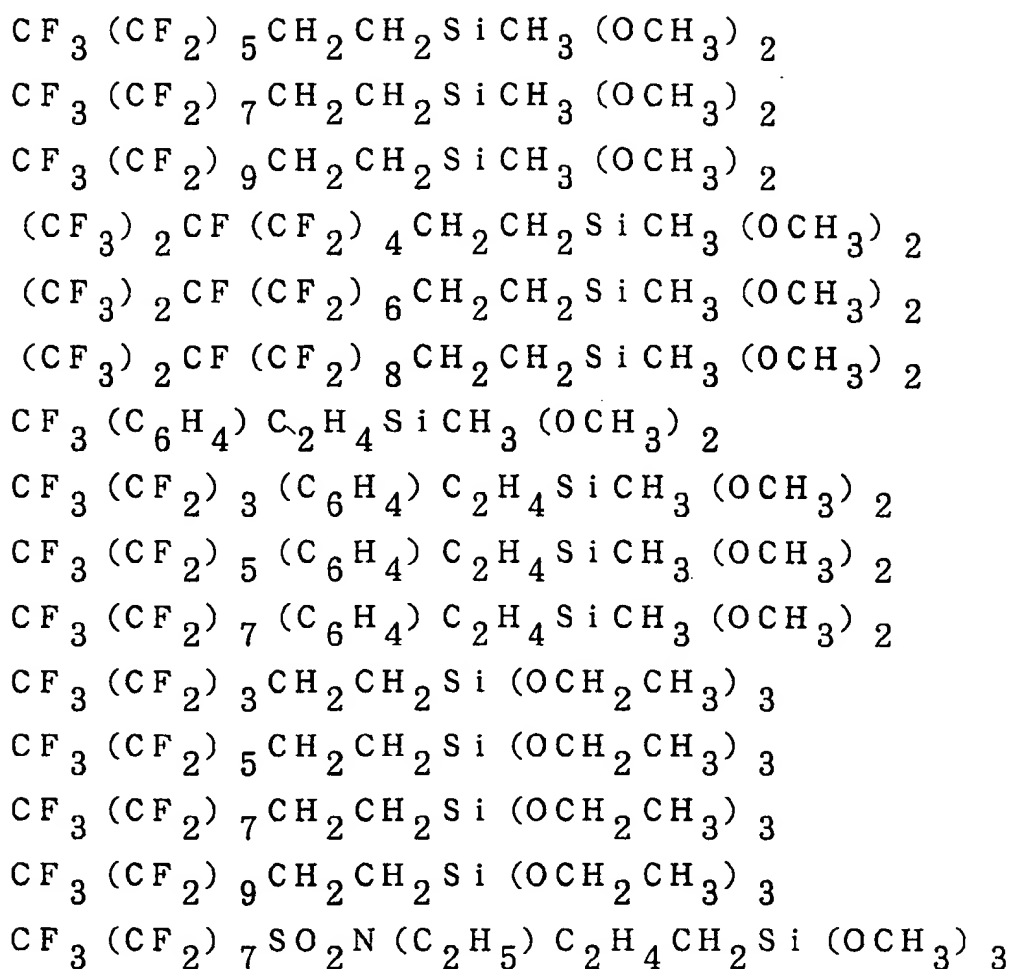 CF3(CF2)5CH2CH2SiCH3(OCH3)2
CF3(CF2)7CH2CH2SiCH3(OCH3)2
CF3(CF2)9CH2CH2SiCH3(OCH3)2
(CF3)2CF(CF2)4CH2CH2SiCH3(OCH3)2
(CF3)2CF(CF2)6CH2CH2SiCH3(OCH3)2
(CF3)2CF(CF2)8CH2CH2SiCH3(OCH3)2
CF3(C6H4)C2H4SiCH3(OCH3)2
CF3(CF2)3(C6H4)C2H4SiCH3(OCH3)2
CF3(CF2)5(C6H4)C2H4SiCH3(OCH3)2
CF3(CF2)7(C6H4)C2H4SiCH3(OCH3)2
CF3(CF2)3CH2CH2Si(OCH2CH3)3
CF3(CF2)5CH2CH2Si(OCH2CH3)3
CF3(CF2)7CH2CH2Si(OCH2CH3)3
CF3(CF2)9CH2CH2Si(OCH2CH3)3
CF3(CF2)7SO2N(C2H5)C2H4CH2Si(OCH3)3